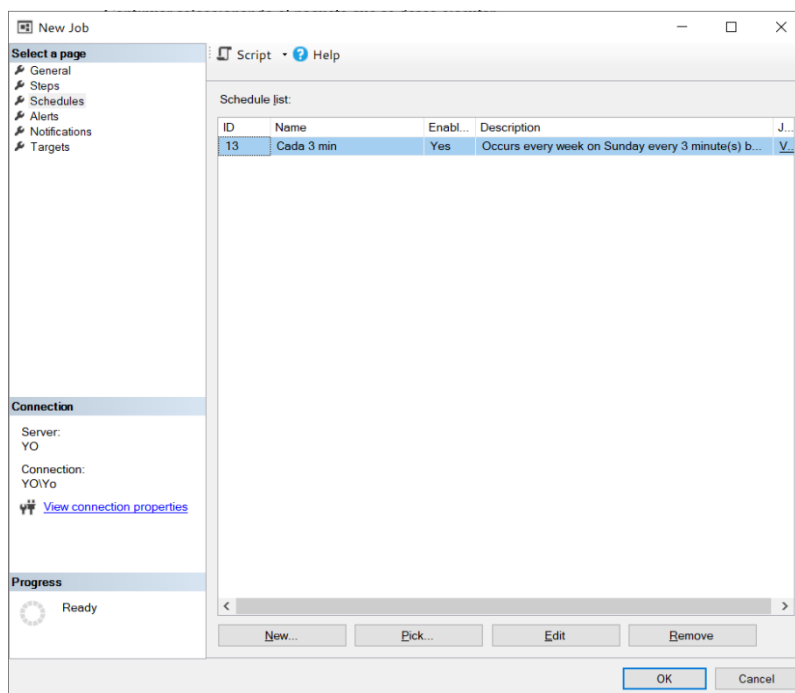 New Job
Select a page
General
Steps
Schedules
Alerts
Notifications
Targets
Script
Help
Schedule list:
ID Name Enabl... Description J...
13 Cada 3 min Yes Occurs every week on Sunday every 3 minute(s) b... V...
Connection
Server:
YO
Connection:
YO\Yo
View connection properties
Progress
Ready
New... Pick... Edit Remove
OK Cancel